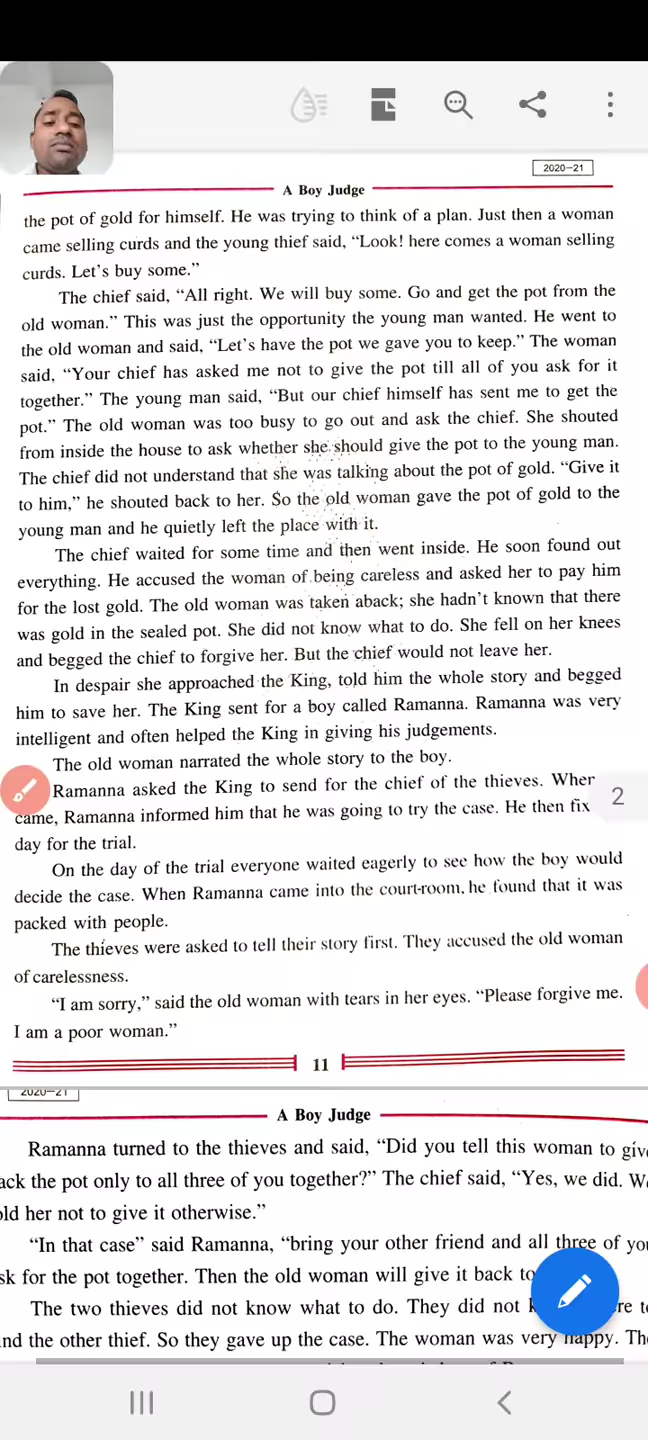 2020–21
A Boy Judge
the pot of gold for himself. He was trying to think of a plan. Just then a woman
came selling curds and the young thief said, “Look! here comes a woman selling
curds. Let’s buy some.”
The chief said, “All right. We will buy some. Go and get the pot from the
old woman.” This was just the opportunity the young man wanted. He went to
the old woman and said, “Let’s have the pot we gave you to keep.” The woman
said, “Your chief has asked me not to give the pot till all of you ask for it
together.” The young man said, “But our chief himself has sent me to get the
pot.” The old woman was too busy to go out and ask the chief. She shouted
from inside the house to ask whether she should give the pot to the young man.
The chief did not understand that she was talking about the pot of gold. “Give it
to him,” he shouted back to her. So the old woman gave the pot of gold to the
young man and he quietly left the place with it.
The chief waited for some time and then went inside. He soon found out
everything. He accused the woman of being careless and asked her to pay him
for the lost gold. The old woman was taken aback; she hadn’t known that there
was gold in the sealed pot. She did not know what to do. She fell on her knees
and begged the chief to forgive her. But the chief would not leave her.
In despair she approached the King, told him the whole story and begged
him to save her. The King sent for a boy called Ramanna. Ramanna was very
intelligent and often helped the King in giving his judgements.
The old woman narrated the whole story to the boy.
Ramanna asked the King to send for the chief of the thieves. When
2
came, Ramanna informed him that he was going to try the case. He then fix
day for the trial.
On the day of the trial everyone waited eagerly to see how the boy would
decide the case. When Ramanna came into the court-room, he found that it was
packed with people.
The thieves were asked to tell their story first. They accused the old woman
of carelessness.
“I am sorry,” said the old woman with tears in her eyes. “Please forgive me.
I am a poor woman.”
11
2020–21
A Boy Judge
Ramanna turned to the thieves and said, “Did you tell this woman to giv
ack the pot only to all three of you together?” The chief said, “Yes, we did. W
old her not to give it otherwise.”
“In that case” said Ramanna, “bring your other friend and all three of yo
sk for the pot together. Then the old woman will give it back to
The two thieves did not know what to do. They did not re t
nd the other thief. So they gave up the case. The woman was very happy. Th